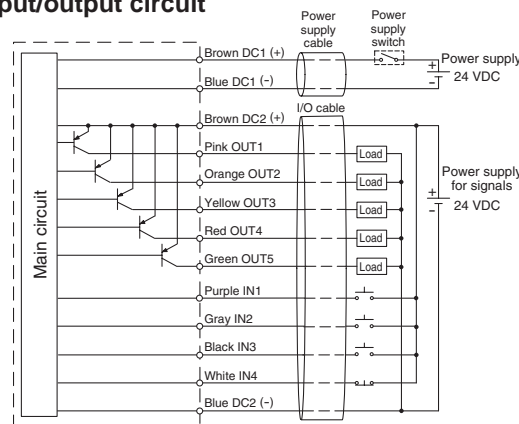 put/output circuit
Power supply cable
Power supply switch
Brown DC1 (+)
Power supply
+
-
24 VDC
Blue DC1 (-)
I/O cable
Brown DC2 (+)
Pink OUT1
Load
Orange OUT2
Load
Power supply for signals
+
-
24 VDC
Yellow OUT3
Load
Red OUT4
Load
Green OUT5
Load
Main circuit
Purple IN1
Gray IN2
Black IN3
White IN4
Blue DC2 (-)